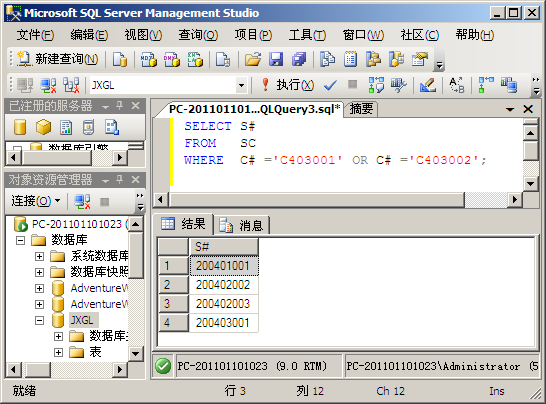 Microsoft SQL Server Management Studio
文件(F) 编辑(E) 视图(V) 查询(Q) 项目(P) 工具(T) 窗口(W) 社区(C) 帮助(H)
新建查询(N)
JXGL 执行(X)
已注册的服务器
数据库引擎
对象资源管理器
连接(O)
PC-201101101023 (
数据库
系统数据库
数据库快照
AdventureW
AdventureW
JXGL
数据库
表
PC-201101101...QLQuery3.sql* 摘要
SELECT S#
FROM SC
WHERE C# ='C403001' OR C# ='C403002';
结果 消息
S#
1 200401001
2 200402002
3 200402003
4 200403001
PC-201101101023 (9.0 RTM) PC-201101101023\Administrator (5
就绪 行 3 列 12 Ch 12 Ins